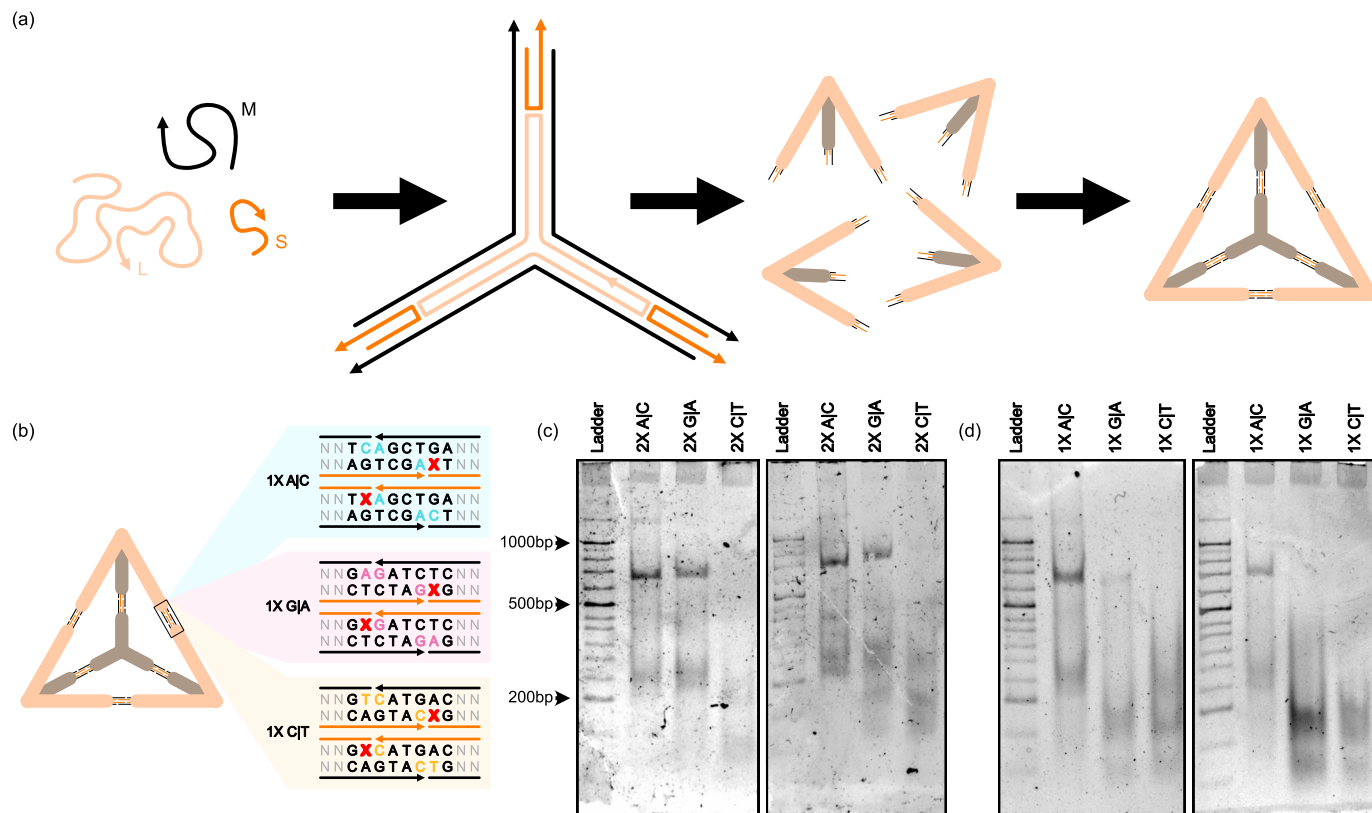 (a)
M
L
S
(b)
1X A|C
NNTCAGCTGANN
NNAGTCGAXTNN
NNTXAGCTGANN
NNAGTCGACTNN
1X G|A
NNGAGATCTCNN
NNCTCTAGXGNN
NNGXGATCTCNN
NNCTCTAGAGNN
1X C|T
NNGTCATGACNN
NNCAGTACXGNN
NNGXCATGACNN
NNCAGTACTGNN
(c)
Ladder
2X A|C
2X G|A
2X C|T
Ladder
2X A|C
2X G|A
2X C|T
1000bp
500bp
200bp
(d)
Ladder
1X A|C
1X G|A
1X C|T
Ladder
1X A|C
1X G|A
1X C|T